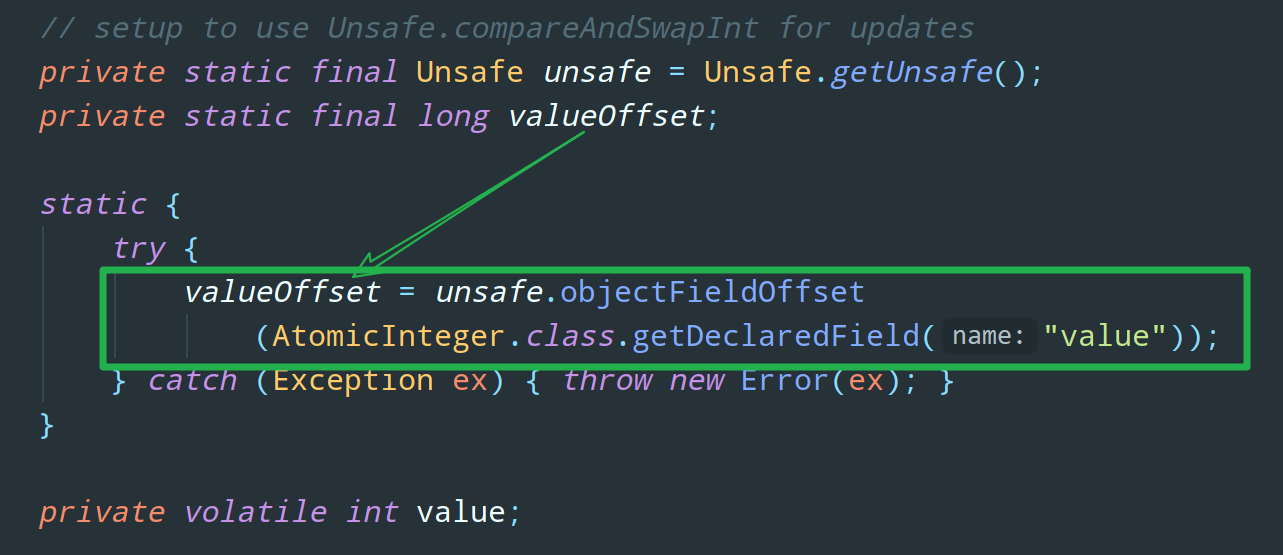 // setup to use Unsafe.compareAndSwapInt for updates
private static final Unsafe unsafe = Unsafe.getUnsafe();
private static final long valueOffset;
static {
try {
valueOffset = unsafe.objectFieldOffset
(AtomicInteger.class.getDeclaredField( name: "value"));
} catch (Exception ex) { throw new Error(ex); }
}
private volatile int value;